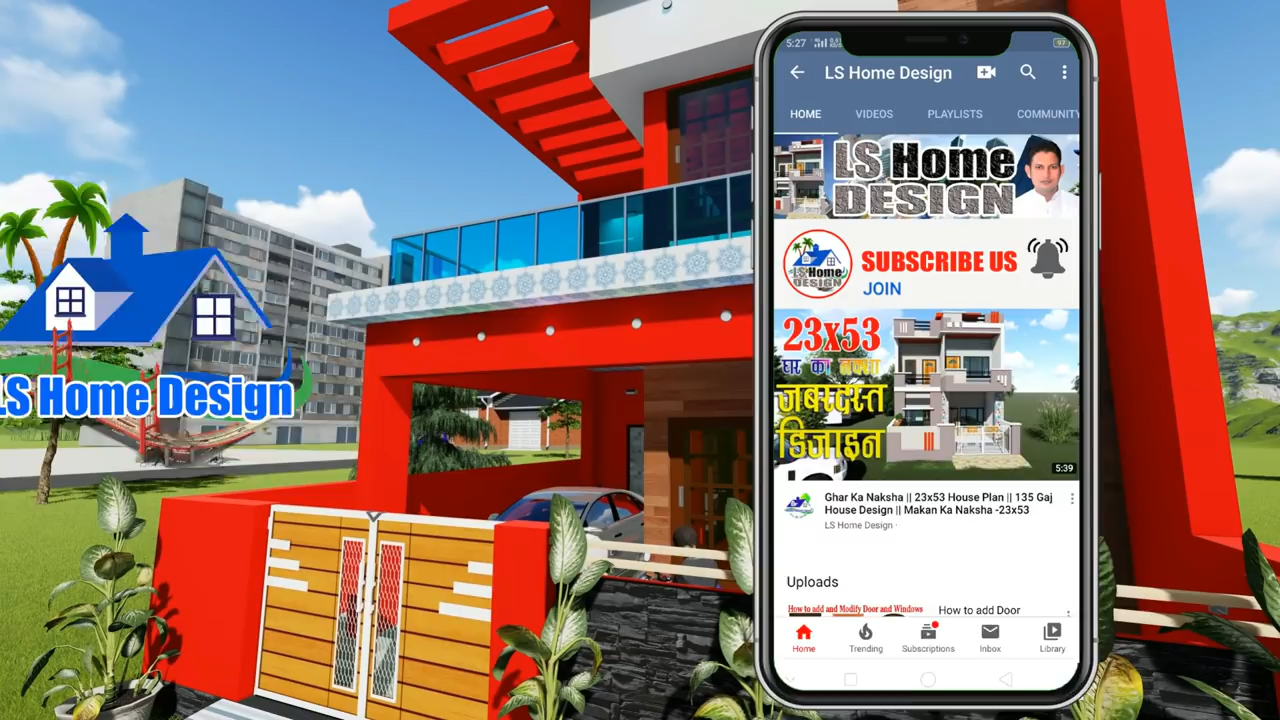 LS Home Design
5:27
97
LS Home Design
HOME VIDEOS PLAYLISTS COMMUNITY
LS Home
DESIGN
LS Home
DESIGN
SUBSCRIBE US
JOIN
23x53
घर का नक्शा
जबरदस्त
डिजाइन
5:39
Ghar Ka Naksha || 23x53 House Plan || 135 Gaj
House Design || Makan Ka Naksha -23x53
LS Home Design ·
Uploads
How to add and Modify Door and Windows
How to add Door
Home Trending Subscriptions Inbox Library